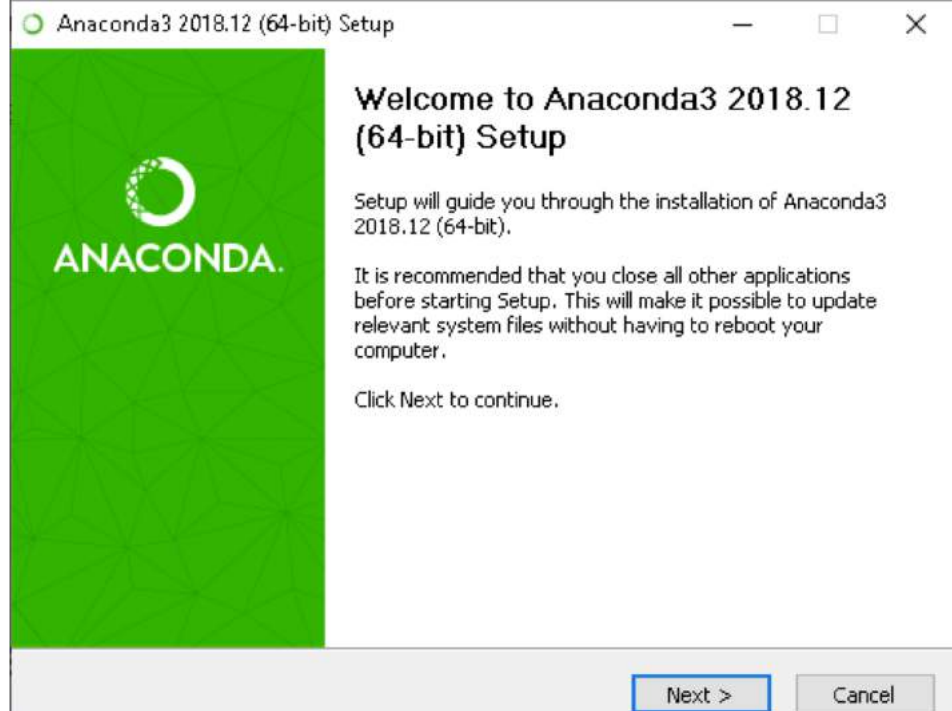 Anaconda3 2018.12 (64-bit) Setup
ANACONDA.
Welcome to Anaconda3 2018.12
(64-bit) Setup
Setup will guide you through the installation of Anaconda3
2018.12 (64-bit).
It is recommended that you close all other applications
before starting Setup. This will make it possible to update
relevant system files without having to reboot your
computer.
Click Next to continue.
Next >
Cancel